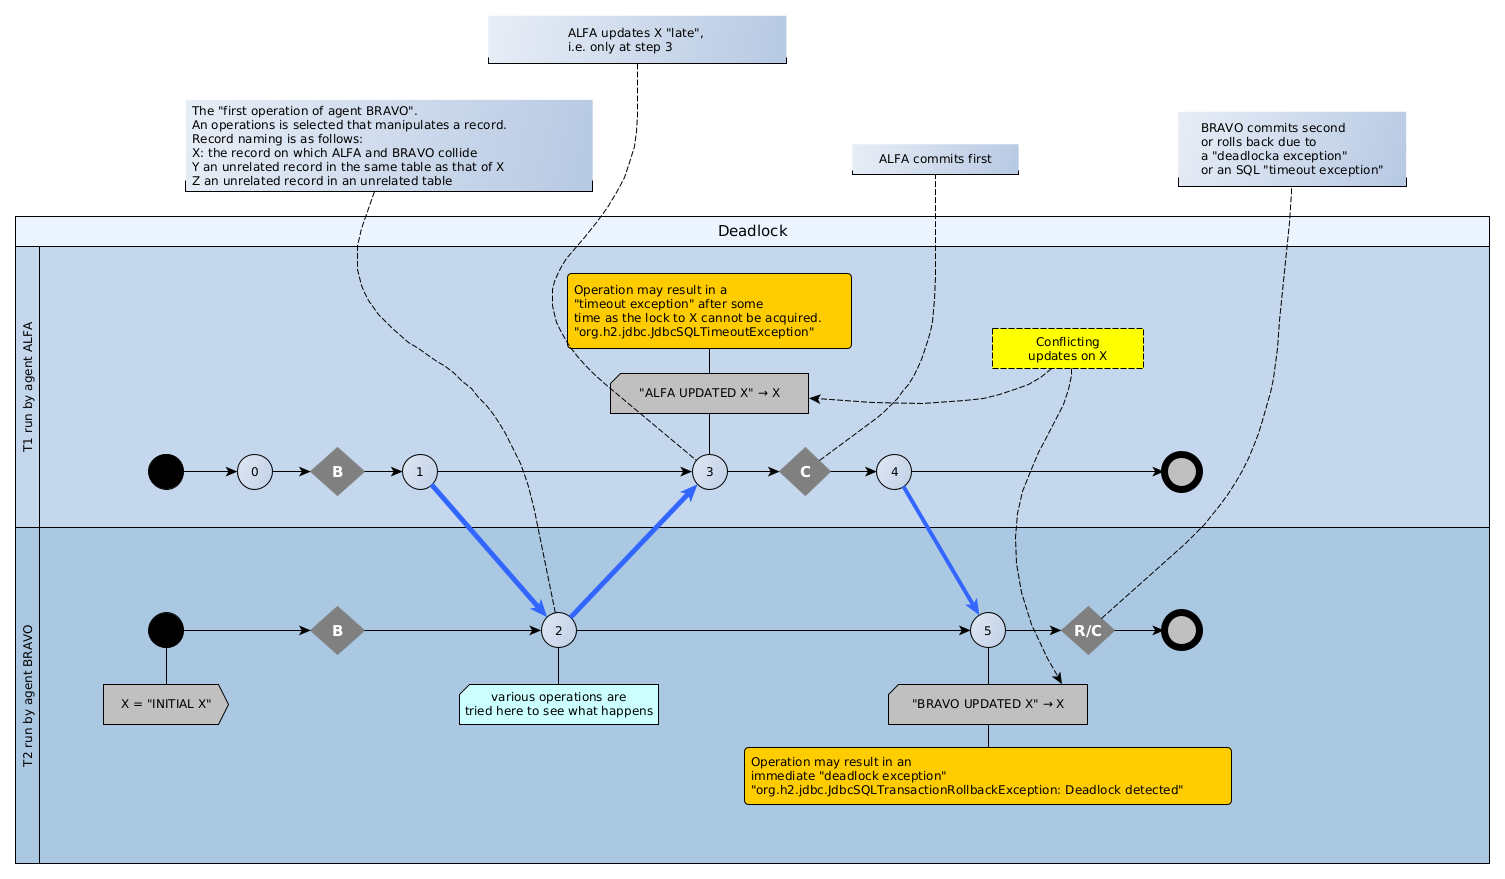 ALFA updates X "late",
i.e. only at step 3
The "first operation of agent BRAVO".
An operations is selected that manipulates a record.
Record naming is as follows:
X: the record on which ALFA and BRAVO collide
Y an unrelated record in the same table as that of X
Z an unrelated record in an unrelated table
ALFA commits first
BRAVO commits second
or rolls back due to
a "deadlocka exception"
or an SQL "timeout exception"
Deadlock
T1 run by agent ALFA
Operation may result in a
"timeout exception" after some
time as the lock to X cannot be acquired.
"org.h2.jdbc.JdbcSQLTimeoutException"
Conflicting
updates on X
"ALFA UPDATED X" → X
0
B
1
3
C
4
T2 run by agent BRAVO
B
2
5
R/C
X = "INITIAL X"
various operations are
tried here to see what happens
"BRAVO UPDATED X" → X
Operation may result in an
immediate "deadlock exception"
"org.h2.jdbc.JdbcSQLTransactionRollbackException: Deadlock detected"